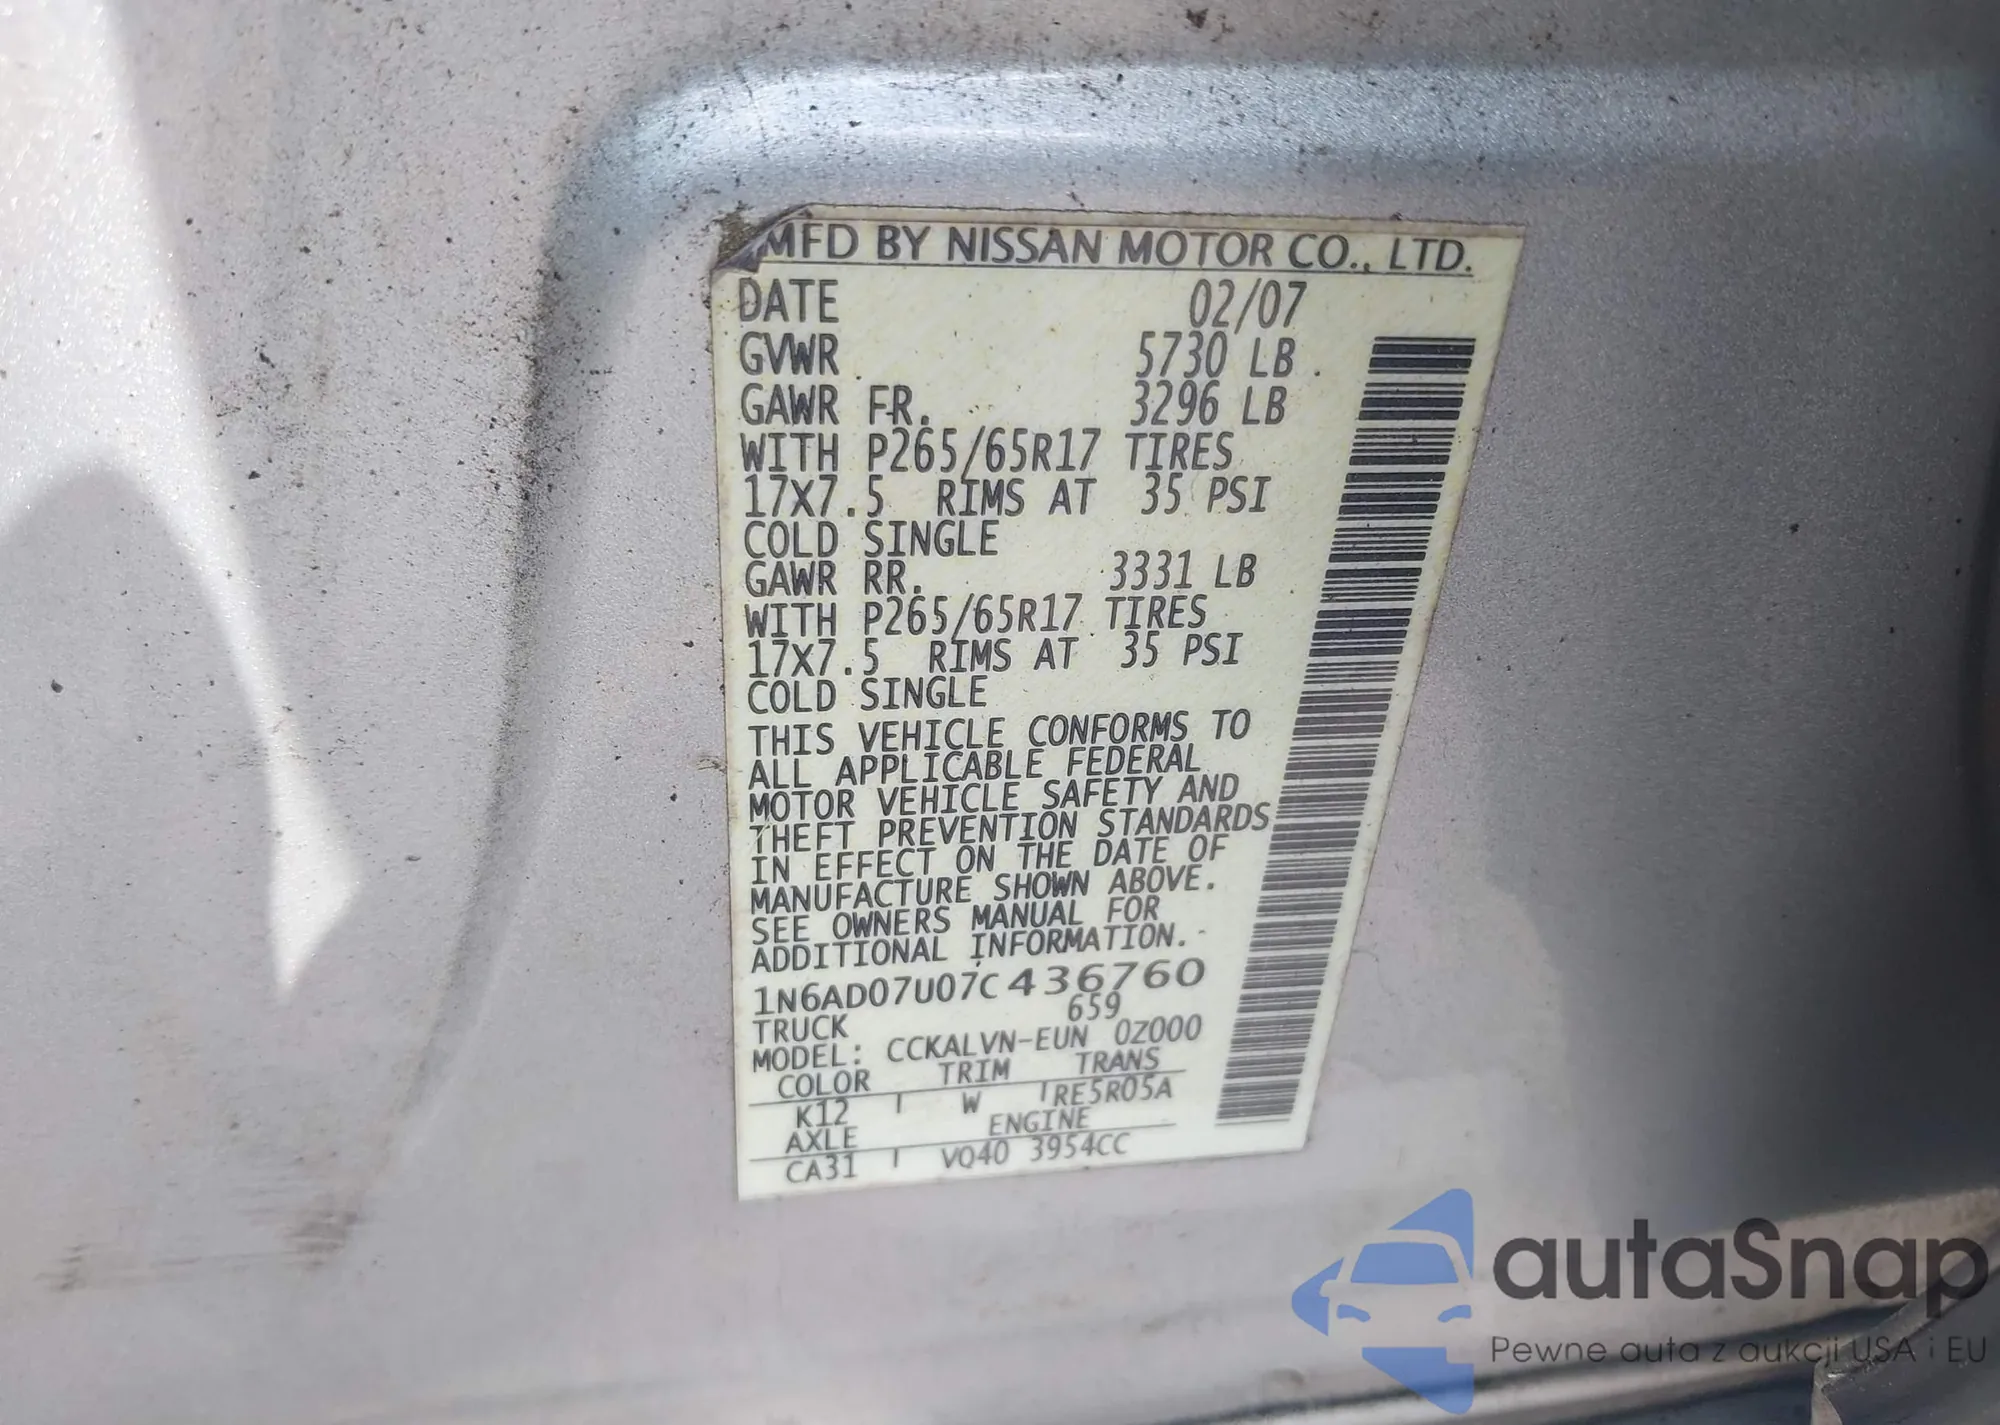 MFD BY NISSAN MOTOR CO., LTD.
DATE 02/07
GVWR 5730 LB
GAWR FR. 3296 LB
WITH P265/65R17 TIRES
17X7.5 RIMS AT 35 PSI
COLD SINGLE
GAWR RR. 3331 LB
WITH P265/65R17 TIRES
17X7.5 RIMS AT 35 PSI
COLD SINGLE
THIS VEHICLE CONFORMS TO
ALL APPLICABLE FEDERAL
MOTOR VEHICLE SAFETY AND
THEFT PREVENTION STANDARDS
IN EFFECT ON THE DATE OF
MANUFACTURE SHOWN ABOVE.
SEE OWNERS MANUAL FOR
ADDITIONAL INFORMATION.
1N6AD07U07C436760
659
TRUCK
MODEL: CCKALVN-EUN 0Z000
COLOR TRIM TRANS
K12 W RE5R05A
AXLE ENGINE
CA31 VQ40 3954CC
autaSnap
Pewne auta z aukcji USA i EU